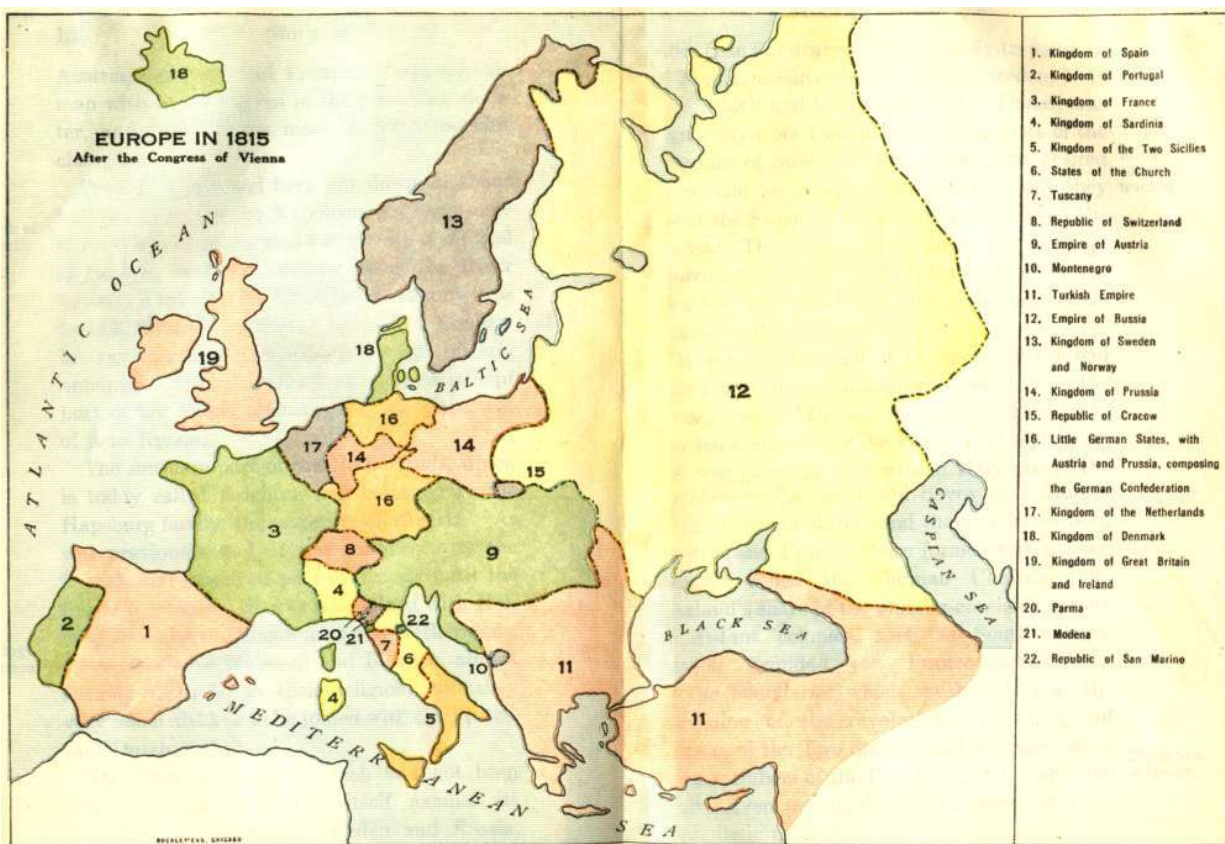 EUROPE IN 1815
After the Congress of Vienna
ATLANTIC OCEAN
BALTIC SEA
CASPIAN SEA
BLACK SEA
MEDITERRANEAN SEA
18
13
19
18
12
16
17
14
14
15
16
3
8
9
4
2
1
20
21
22
7
6
10
11
11
4
5
1. Kingdom of Spain
2. Kingdom of Portugal
3. Kingdom of France
4. Kingdom of Sardinia
5. Kingdom of the Two Sicilies
6. States of the Church
7. Tuscany
8. Republic of Switzerland
9. Empire of Austria
10. Montenegro
11. Turkish Empire
12. Empire of Russia
13. Kingdom of Sweden
and Norway
14. Kingdom of Prussia
15. Republic of Cracow
16. Little German States, with
Austria and Prussia, composing
the German Confederation
17. Kingdom of the Netherlands
18. Kingdom of Denmark
19. Kingdom of Great Britain
and Ireland
20. Parma
21. Modena
22. Republic of San Marino